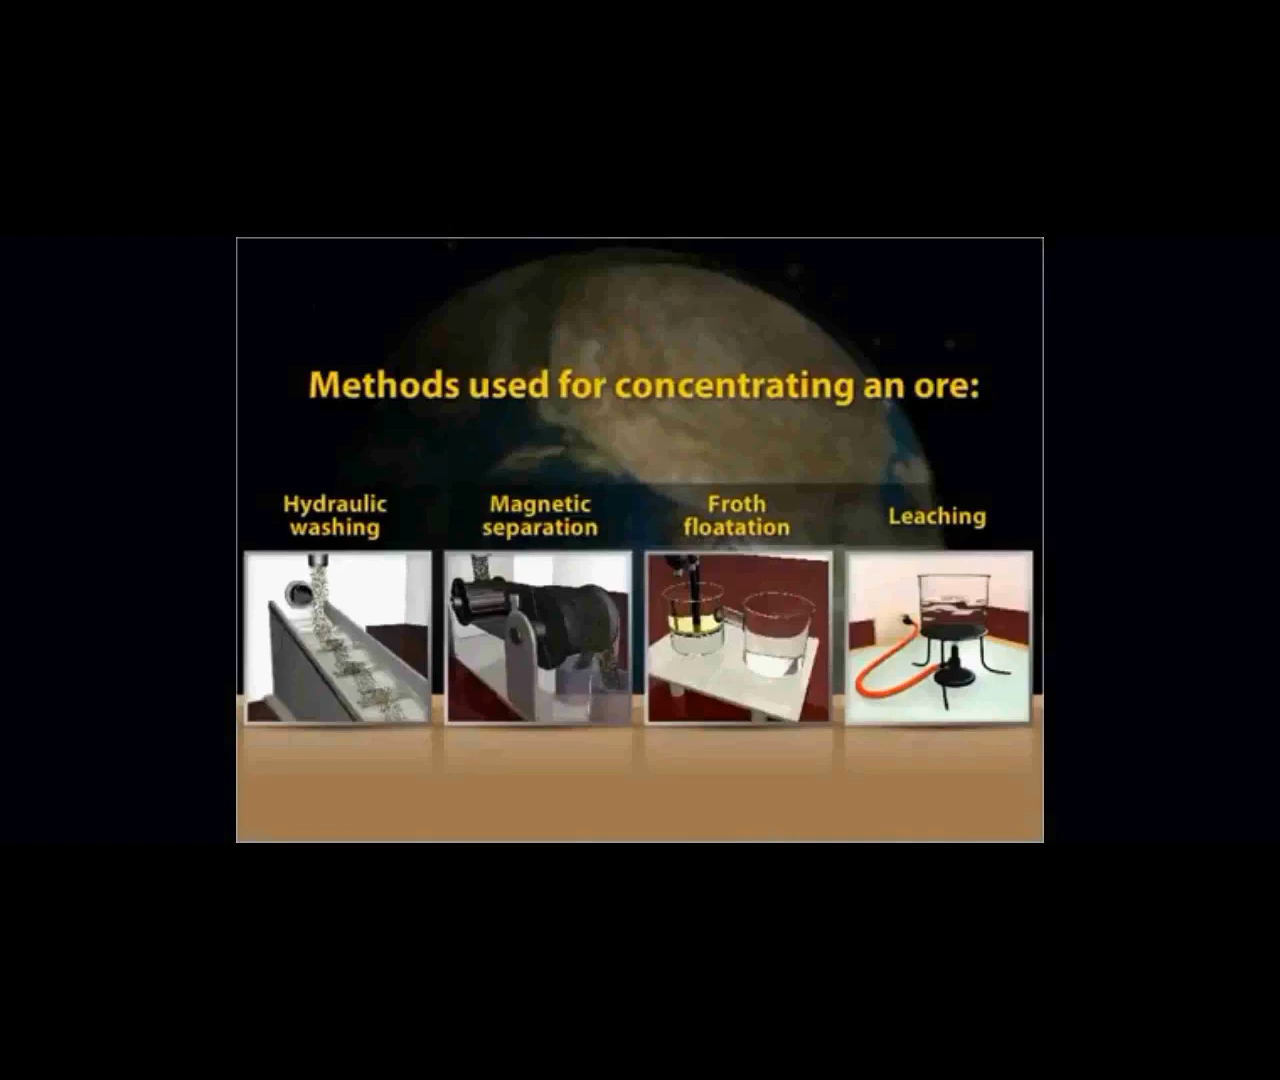 Methods used for concentrating an ore:
Hydraulic
washing
Magnetic
separation
Froth
floatation
Leaching